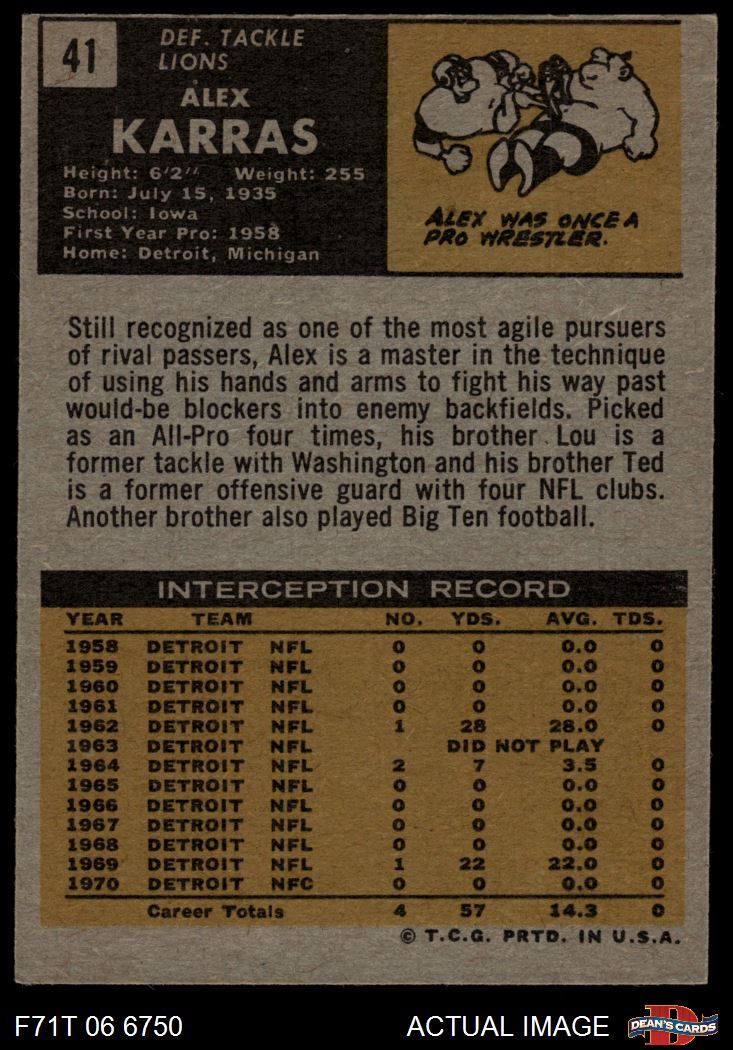 41
DEF. TACKLE
LIONS
ALEX
KARRAS
Height: 6'2" Weight: 255
Born: July 15, 1935
School: Iowa
First Year Pro: 1958
Home: Detroit, Michigan
ALEX WAS ONCE A
PRO WRESTLER.
Still recognized as one of the most agile pursuers
of rival passers, Alex is a master in the technique
of using his hands and arms to fight his way past
would-be blockers into enemy backfields. Picked
as an All-Pro four times, his brother Lou is a
former tackle with Washington and his brother Ted
is a former offensive guard with four NFL clubs.
Another brother also played Big Ten football.
INTERCEPTION RECORD
YEAR TEAM NO. YDS. AVG. TDS.
1958 DETROIT NFL 0 0 0.0 0
1959 DETROIT NFL 0 0 0.0 0
1960 DETROIT NFL 0 0 0.0 0
1961 DETROIT NFL 0 0 0.0 0
1962 DETROIT NFL 1 28 28.0 0
1963 DETROIT NFL DID NOT PLAY
1964 DETROIT NFL 2 7 3.5 0
1965 DETROIT NFL 0 0 0.0 0
1966 DETROIT NFL 0 0 0.0 0
1967 DETROIT NFL 0 0 0.0 0
1968 DETROIT NFL 0 0 0.0 0
1969 DETROIT NFL 1 22 22.0 0
1970 DETROIT NFC 0 0 0.0 0
Career Totals 4 57 14.3 0
© T.C.G. PRTD. IN U.S.A.
F71T 06 6750 ACTUAL IMAGE
D
DEAN'S CARDS